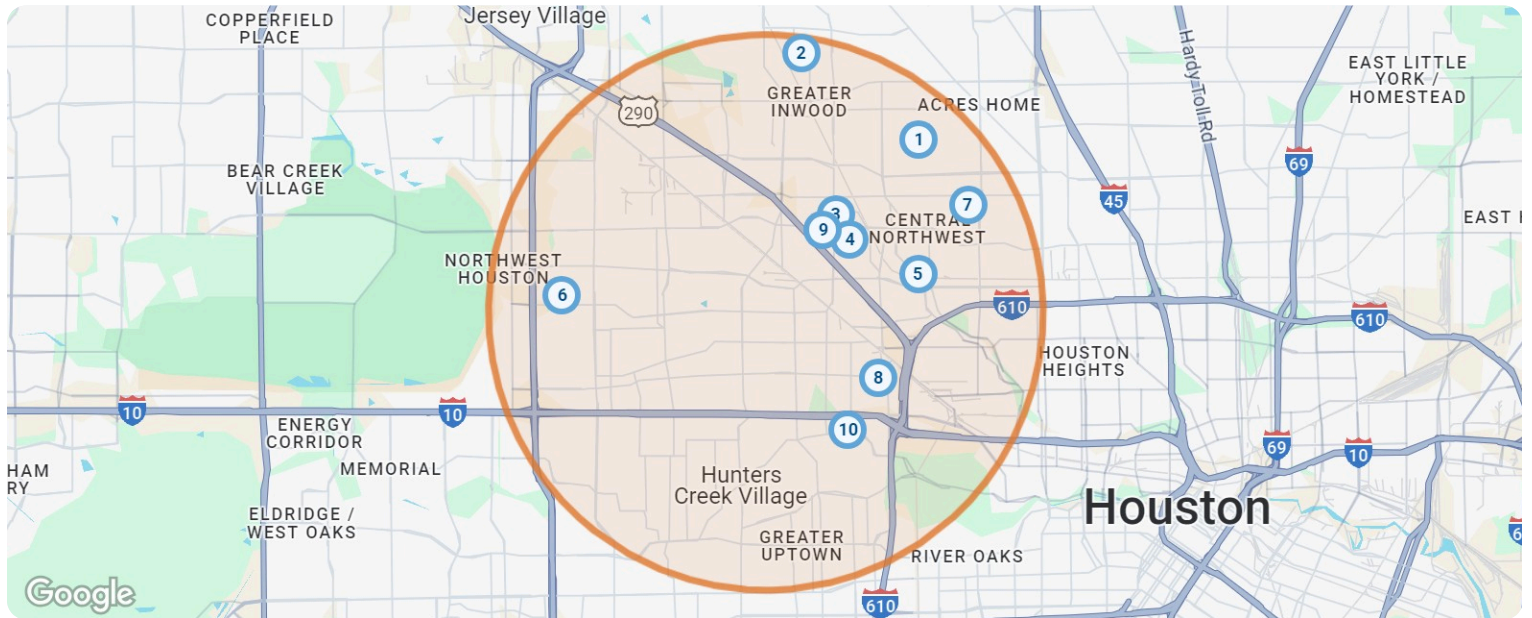 COPPERFIELD
PLACE
Jersey Village
2
290
GREATER
INWOOD
ACRES HOME
Hardy Toll Rd
EAST LITTLE
YORK /
HOMESTEAD
1
69
BEAR CREEK
VILLAGE
45
7
3
9
4
CENTRAL
NORTHWEST
EAST H
NORTHWEST
HOUSTON
5
6
610
610
HOUSTON
HEIGHTS
8
10
10
10
ENERGY
CORRIDOR
MEMORIAL
69
10
HAM
RY
Hunters
Creek Village
Houston
ELDRIDGE /
WEST OAKS
GREATER
UPTOWN
RIVER OAKS
6
610
Google